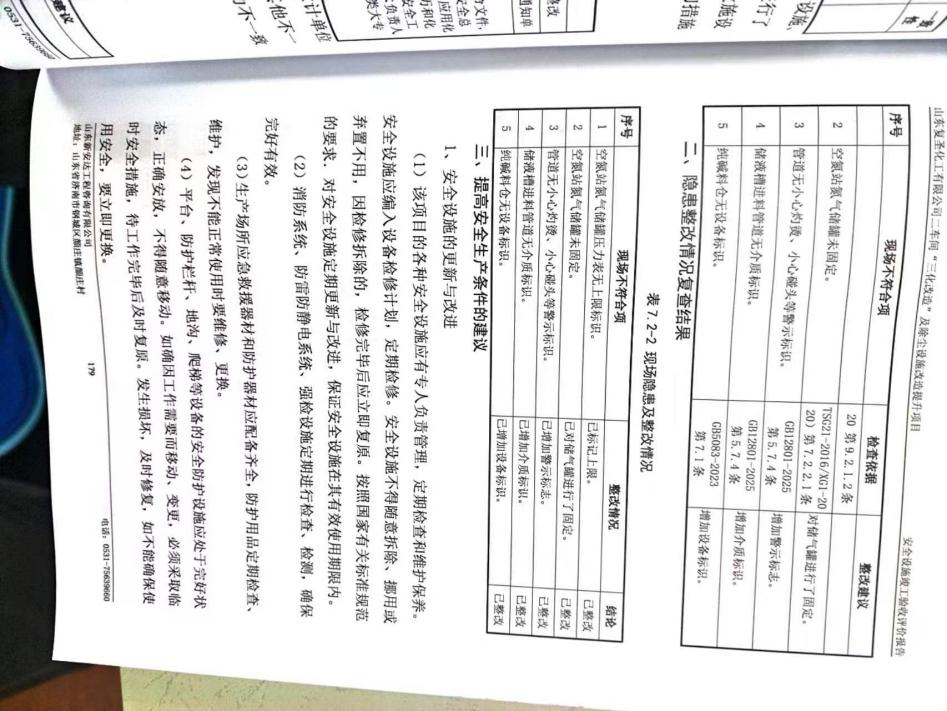 山东复圣化工有限公司二车间“三化改造”及除尘设施改造提升项目 安全设施竣工验收评价报告
序号 现场不符合项 检查依据 整改建议
20 第 9.2.1.2 条
2 空氮站氮气储罐未固定。 TSG21-2016/XG1-2020）第 7.2.2.1 条 对储气罐进行了固定。
3 管道无小心灼烫、小心碰头等警示标识。 GB12801-2025 第 5.7.4 条 增加警示标志。
4 储液槽进料管道无介质标识。 GB12801-2025 第 5.7.4 条 增加介质标识。
5 纯碱料仓无设备标识。 GB5083-2023 第 7.1 条 增加设备标识。
二、隐患整改情况复查结果
表 7.2-2 现场隐患及整改情况
序号 现场不符合项 整改情况 结论
1 空氮站氮气储罐压力表无上限标识。 已标记上限。 已整改
2 空氮站氮气储罐未固定。 已对储气罐进行了固定。 已整改
3 管道无小心灼烫、小心碰头等警示标识。 已增加警示标志。 已整改
4 储液槽进料管道无介质标识。 已增加介质标识。 已整改
5 纯碱料仓无设备标识。 已增加设备标识。 已整改
三、提高安全生产条件的建议
1、安全设施的更新与改进
（1）该项目的各种安全设施应有专人负责管理，定期检查和维护保养。
安全设施应编入设备检修计划，定期检修。安全设施不得随意拆除、挪用或
弃置不用，因检修拆除的，检修完毕后应立即复原。按照国家有关标准规范
的要求，对安全设施定期更新与改进，保证安全设施在其有效使用期限内。
（2）消防系统、防雷防静电系统、强检设施定期进行检查、检测，确保
完好有效。
（3）生产场所应急救援器材和防护器材应配备齐全，防护用品定期检查、
维护，发现不能正常使用时要维修、更换。
（4）平台、防护栏杆、地沟、爬梯等设备的安全防护设施应处于完好状
态，正确安放，不得随意移动。如确因工作需要而移动、变更，必须采取临
时安全措施，待工作完毕后及时复原。发生损坏，及时修复，如不能确保使
用安全，要立即更换。
山东新安达工程咨询有限公司 179 电话：0531-75639660
地址：山东省济南市钢城区颜庄镇颜庄村